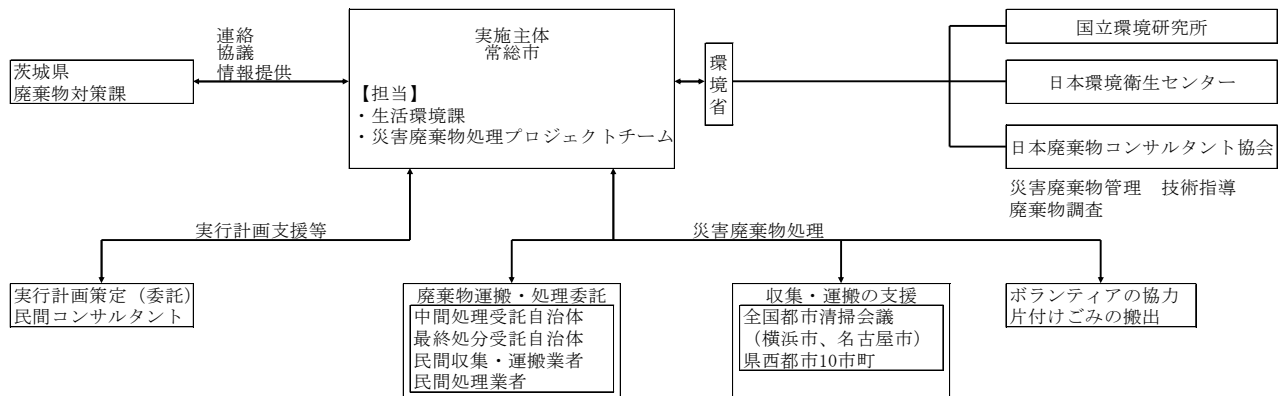 連絡
協議
情報提供
茨城県
廃棄物対策課
実施主体
常総市
【担当】
・生活環境課
・災害廃棄物処理プロジェクトチーム
環境省
国立環境研究所
日本環境衛生センター
日本廃棄物コンサルタント協会
災害廃棄物管理　技術指導
廃棄物調査
実行計画支援等
災害廃棄物処理
実行計画策定（委託）
民間コンサルタント
廃棄物運搬・処理委託
中間処理受託自治体
最終処分受託自治体
民間収集・運搬業者
民間処理業者
収集・運搬の支援
全国都市清掃会議
（横浜市、名古屋市）
県西都市10市町
ボランティアの協力
片付けごみの搬出